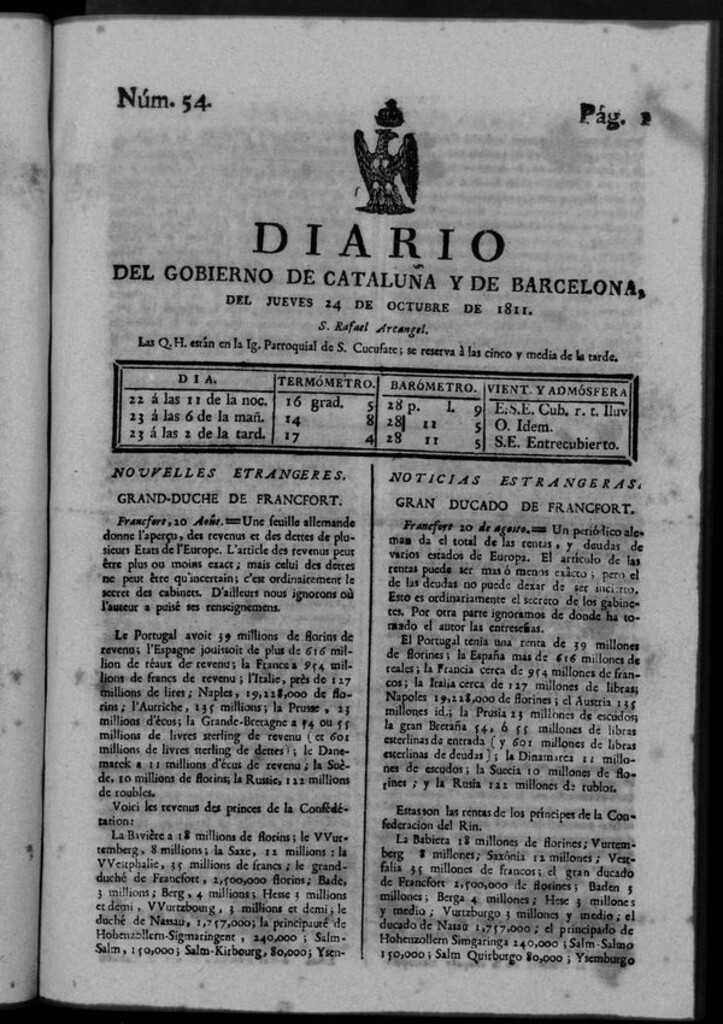 Núm. 54.
Pág. 1
DIARIO
DEL GOBIERNO DE CATALUÑA Y DE BARCELONA,
DEL JUEVES 24 DE OCTUBRE DE 1811.
S. Rafael Arcangel.
Las Q. H. están en la Ig. Parroquial de S. Cucufate; se reserva á las cinco y media de la tarde.
DIA. TERMÓMETRO. BARÓMETRO. VIENT. Y ADMÓSFERA
22 á las 11 de la noc. 16 grad. 5 28 p. l. 9 E.S.E. Cub. r. t. lluv
23 á las 6 de la mañ. 14 8 28 11 5 O. Idem.
23 á las 2 de la tard. 17 4 28 11 5 S.E. Entrecubierto.
NOUVELLES ETRANGERES.
GRAND-DUCHE DE FRANCFORT.
Francfort, 20 Août.=Une feuille allemande
donne l'aperçu, des revenus et des dettes de plu-
sieurs Etats de l'Europe. L'article des revenus peut
être plus ou moins exact; mais celui des dettes
ne peut être qu'incertain; c'est ordinairement le
secret des cabinets. D'ailleurs nous ignorons où
l'auteur a puisé ses renseignemens.
Le Portugal avoit 39 millions de florins de
revenu; l'Espagne jouissoit de plus de 616 mil-
lion de réaux de revenu; la France a 954 mil-
lions de francs de revenu; l'Italie, près de 127
millions de lires; Naples, 19,228,000 de flo-
rins; l'Autriche, 135 millions; la Prusse, 23
millions d'écus; la Grande-Bretagne a 54 ou 55
millions de livres sterling de revenu (et 601
millions de livres sterling de dettes); le Dane-
marck a 11 millions d'écus de revenu; la Suè-
de, 10 millions de florins; la Russie, 122 millions
de roubles.
Voici les revenus des princes de la Confédé-
ration:
La Bavière a 18 millions de florins; le VVur-
temberg, 8 millions; la Saxe, 12 millions: la
VVestphalie, 35 millions de francs; le grand-
duché de Francfort, 2,500,000 florins; Bade,
5 millions; Berg, 4 millions; Hesse 3 millions
et demi, VVurtzbourg, 3 millions et demi; le
duché de Nassau, 1,757,000; la principauté de
Hohenzollern-Sigmaringent, 240,000; Salm-
Salm, 150,000; Salm-Kirbourg, 80,000; Ysen-
NOTICIAS ESTRANGERAS.
GRAN DUCADO DE FRANCFORT.
Francfort 20 de agosto.= Un periódico ale-
man da el total de las rentas, y deudas de
varios estados de Europa. El artículo de las
rentas puede ser mas ó menos exâcto; pero el
de las deudas no puede dexar de ser incierto.
Esto es ordinariamente el secreto de los gabine-
tes. Por otra parte ignoramos de donde ha to-
mado el autor las entreseñas.
El Portugal tenia una renta de 39 millones
de florines; la España mas de 616 millones de
reales; la Francia cerca de 954 millones de fran-
cos; la Italia cerca de 127 millones de libras;
Napoles 19,228,000 de florines; el Austria 135
millones id.; la Prusia 23 millones de escudos;
la gran Bretaña 54, ó 55 millones de libras
esterlinas de entrada (y 601 millones de libras
esterlinas de deudas); la Dinamarca 11 millo-
nes de escudos; la Suecia 10 millones de flo-
rines; y la Rusia 122 millones de rublos.
Estas son las rentas de los príncipes de la Con-
federacion del Rin.
La Babiera 18 millones de florines; Vurtem-
berg 8 millones; Saxónia 12 millones; Vest-
falia 35 millones de francos; el gran ducado
de Francfort 2,500,000 de florines; Baden 5
millones; Berga 4 millones; Hese 3 millones
y medio; Vurtzburgo 3 millones y medio; el
ducado de Nasau 1,757,000; el principado de
Hohenzollern Simgaringa 240,000; Salm-Salmo
150,000; Salm Quirburgo 80,000; Ysemburgo